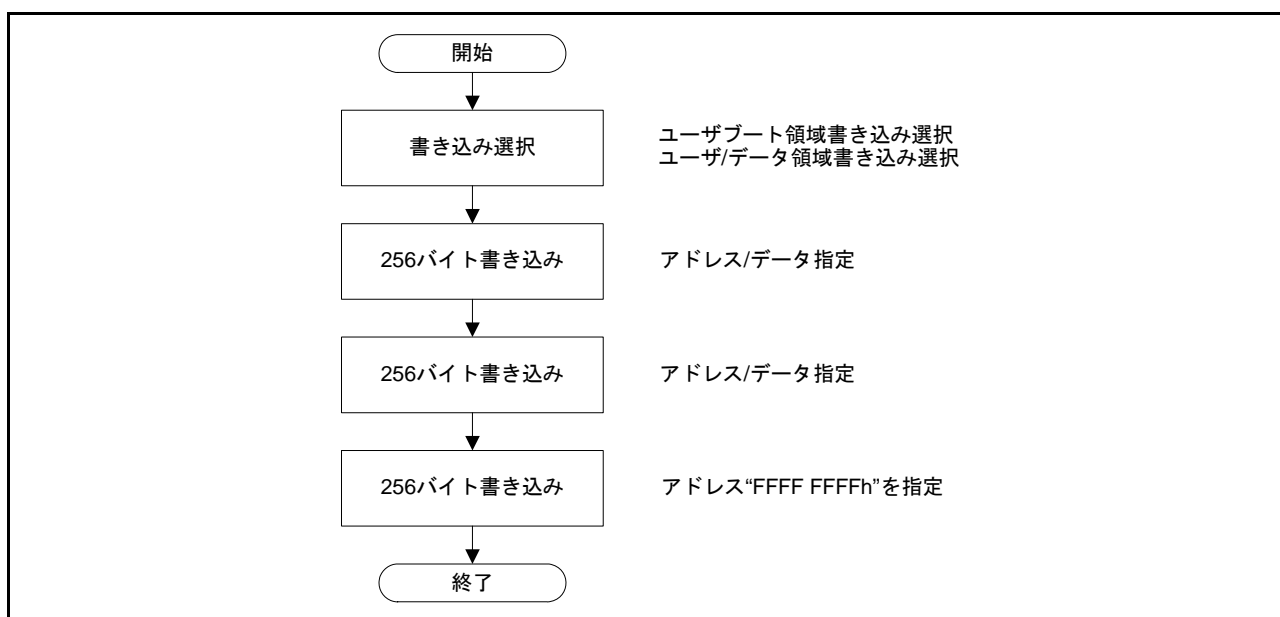 開始
書き込み選択
ユーザブート領域書き込み選択
ユーザ/データ領域書き込み選択
256バイト書き込み
アドレス/データ指定
256バイト書き込み
アドレス/データ指定
256バイト書き込み
アドレス“FFFF FFFFh”を指定
終了